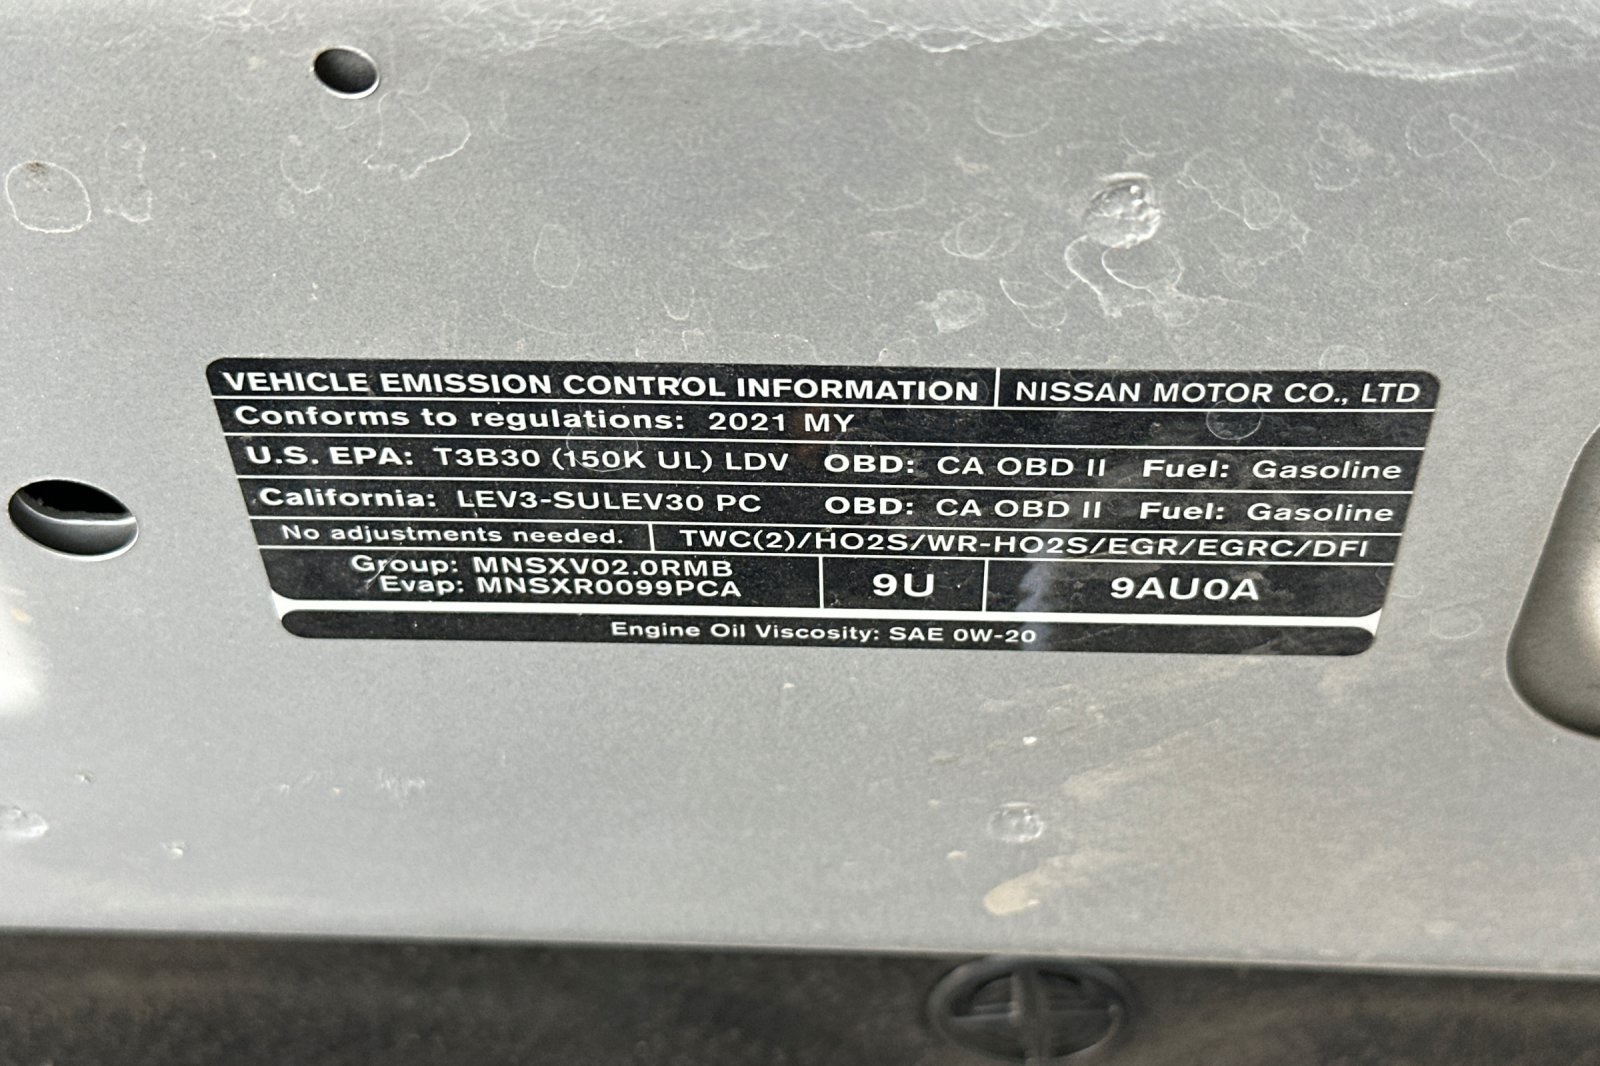 VEHICLE EMISSION CONTROL INFORMATION NISSAN MOTOR CO., LTD
Conforms to regulations: 2021 MY
U.S. EPA: T3B30 (150K UL) LDV OBD: CA OBD II Fuel: Gasoline
California: LEV3-SULEV30 PC OBD: CA OBD II Fuel: Gasoline
No adjustments needed. TWC(2)/HO2S/WR-HO2S/EGR/EGRC/DFI
Group: MNSXV02.0RMB
Evap: MNSXR0099PCA
9U 9AU0A
Engine Oil Viscosity: SAE 0W-20